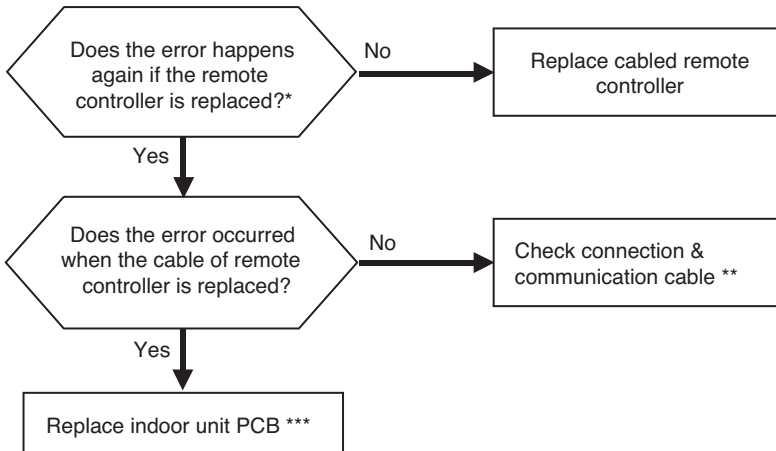 Does the error happens
again if the remote
controller is replaced?*
No
Replace cabled remote
controller
Yes
Does the error occurred
when the cable of remote
controller is replaced?
No
Check connection &
communication cable **
Yes
Replace indoor unit PCB ***